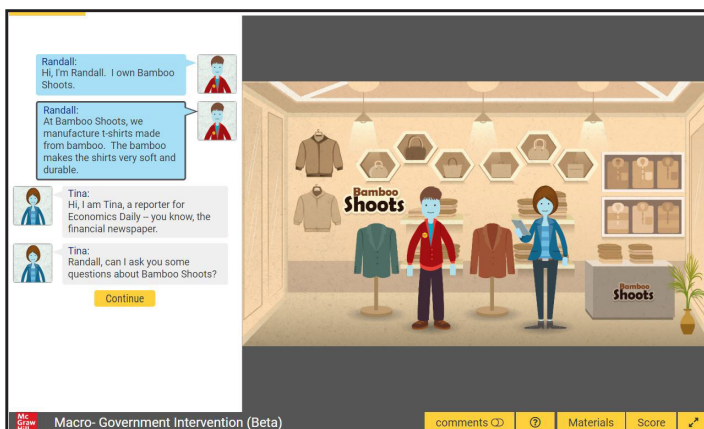 Randall:
Hi, I'm Randall. I own Bamboo
Shoots.
Randall:
At Bamboo Shoots, we
manufacture t-shirts made
from bamboo. The bamboo
makes the shirts very soft and
durable.
Tina:
Hi, I am Tina, a reporter for
Economics Daily – you know, the
financial newspaper.
Tina:
Randall, can I ask you some
questions about Bamboo Shoots?
Continue
Bamboo
Shoots
Bamboo
Shoots
Mc
Graw
Hill
Macro- Government Intervention (Beta)
comments
?
Materials
Score